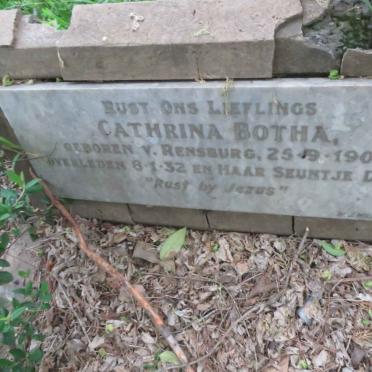 RUST ONS LIEFLINGS
CATHRINA BOTHA,
GEBOREN V. RENSBURG, 25-9-190
OVERLEDEN 8-1-32 EN HAAR SEUNTJE D
"Rust by Jezus"